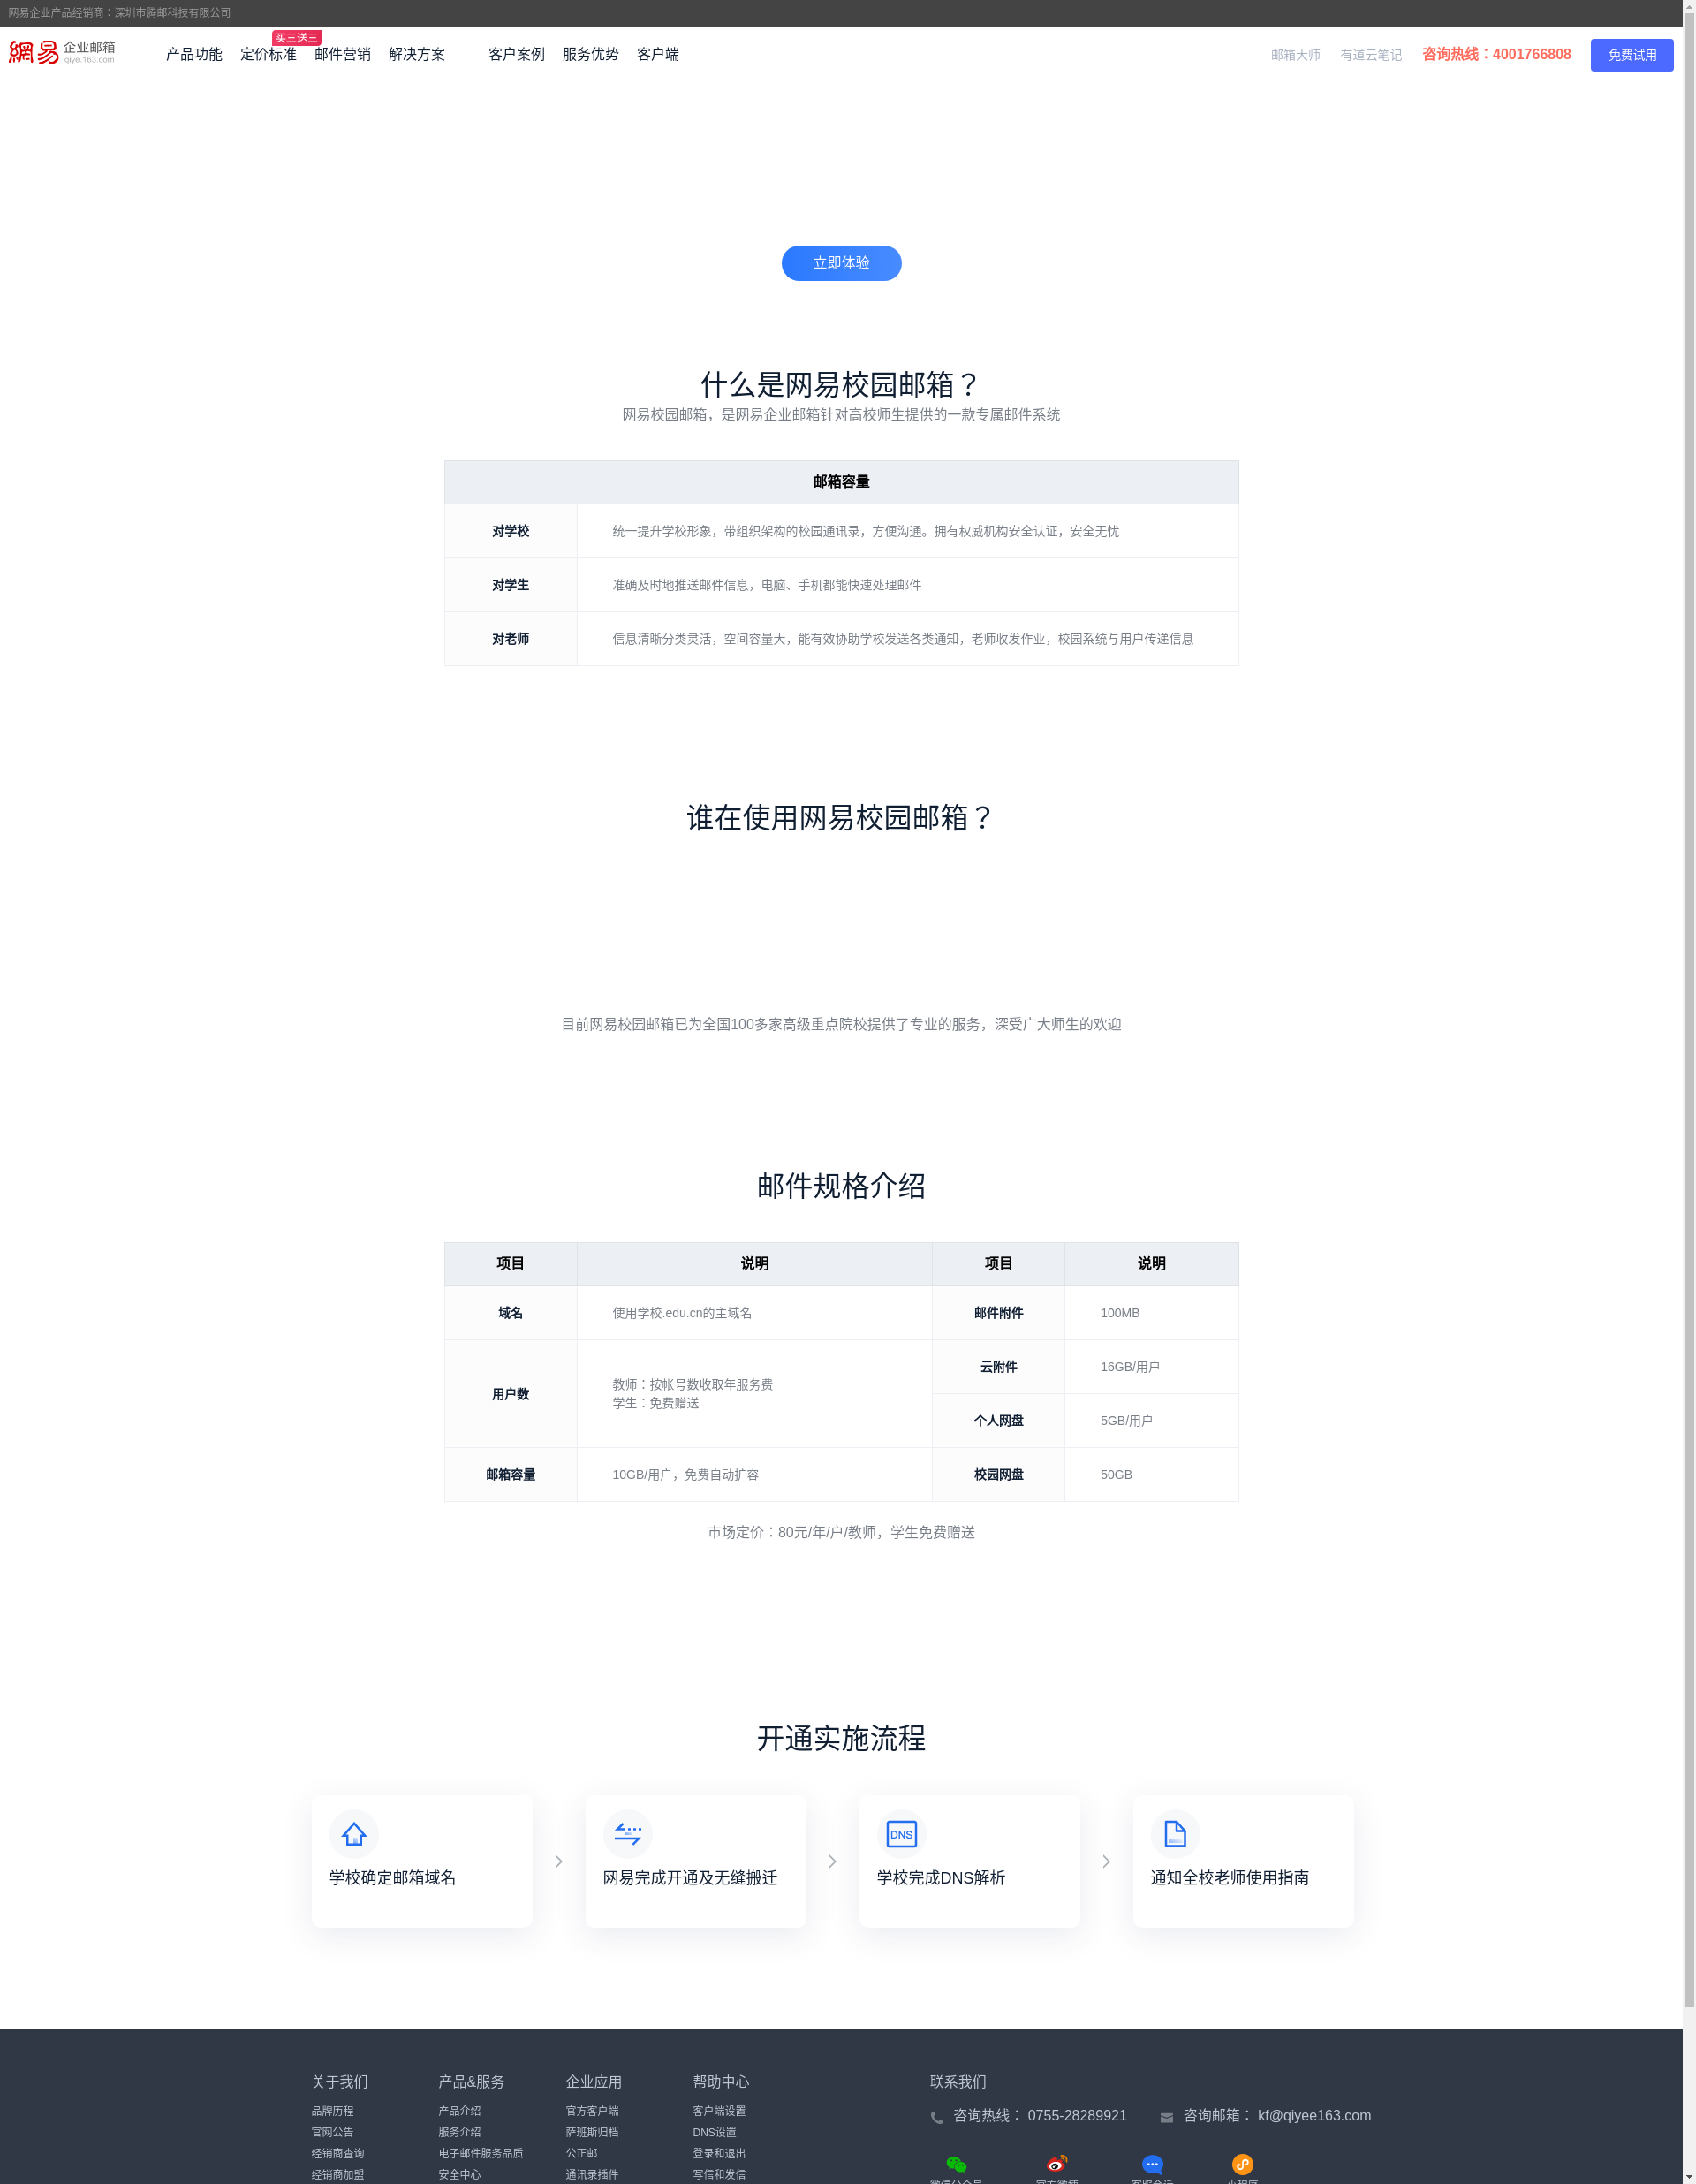 网易企业产品经销商：深圳市腾邮科技有限公司
網易 企业邮箱
qiye.163.com
产品功能 定价标准 买三送三 邮件营销 解决方案 客户案例 服务优势 客户端 邮箱大师 有道云笔记 咨询热线：4001766808 免费试用
立即体验
什么是网易校园邮箱？
网易校园邮箱，是网易企业邮箱针对高校师生提供的一款专属邮件系统
邮箱容量
对学校 统一提升学校形象，带组织架构的校园通讯录，方便沟通。拥有权威机构安全认证，安全无忧
对学生 准确及时地推送邮件信息，电脑、手机都能快速处理邮件
对老师 信息清晰分类灵活，空间容量大，能有效协助学校发送各类通知，老师收发作业，校园系统与用户传递信息
谁在使用网易校园邮箱？
目前网易校园邮箱已为全国100多家高级重点院校提供了专业的服务，深受广大师生的欢迎
邮件规格介绍
项目 说明 项目 说明
域名 使用学校.edu.cn的主域名 邮件附件 100MB
用户数 教师：按帐号数收取年服务费
学生：免费赠送
云附件 16GB/用户
个人网盘 5GB/用户
邮箱容量 10GB/用户，免费自动扩容 校园网盘 50GB
市场定价：80元/年/户/教师，学生免费赠送
开通实施流程
DNS
学校确定邮箱域名 网易完成开通及无缝搬迁 学校完成DNS解析 通知全校老师使用指南
关于我们 产品&服务 企业应用 帮助中心 联系我们
品牌历程 产品介绍 官方客户端 客户端设置
咨询热线： 0755-28289921 咨询邮箱： kf@qiyee163.com
官网公告 服务介绍 萨班斯归档 DNS设置
经销商查询 电子邮件服务品质 公正邮 登录和退出
经销商加盟 安全中心 通讯录插件 写信和发信
微信公众号 官方微博 客服会话 小程序